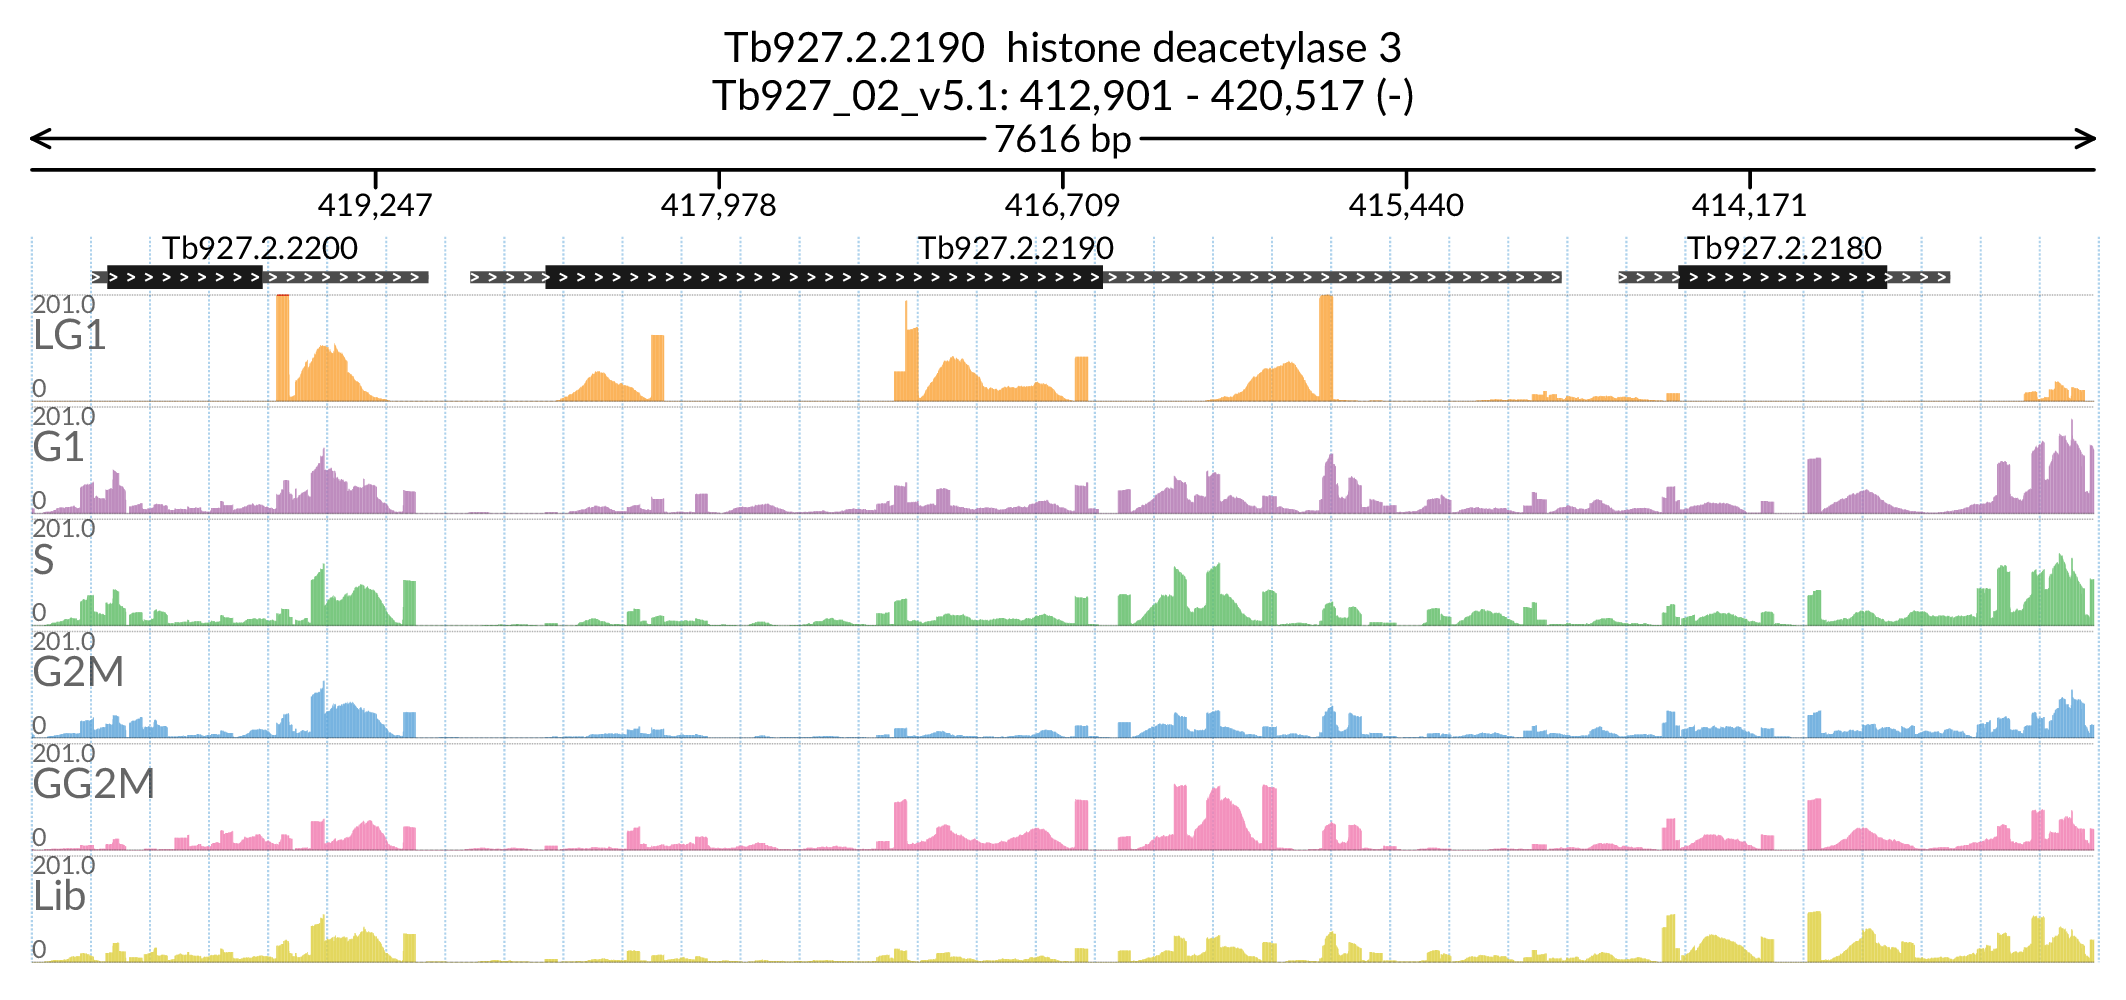 Tb927.2.2190  histone deacetylase 3
Tb927_02_v5.1: 412,901 - 420,517 (-)
7616 bp
419,247 417,978 416,709 415,440 414,171
Tb927.2.2200 Tb927.2.2190 Tb927.2.2180
201.0
LG1
0
201.0
G1
0
201.0
S
0
201.0
G2M
0
201.0
GG2M
0
201.0
Lib
0